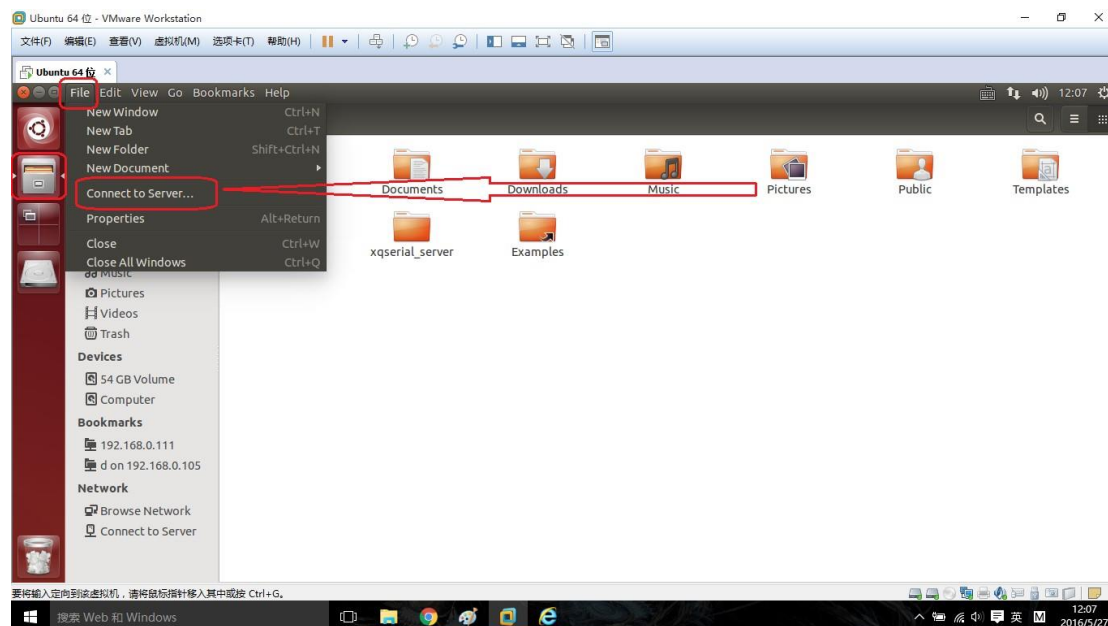 Ubuntu 64 位 - VMware Workstation
文件(F) 编辑(E) 查看(V) 虚拟机(M) 选项卡(T) 帮助(H)
Ubuntu 64 位
File Edit View Go Bookmarks Help 12:07
New Window Ctrl+N
New Tab Ctrl+T
New Folder Shift+Ctrl+N
New Document
Connect to Server...
Properties Alt+Return
Close Ctrl+W
Close All Windows Ctrl+Q
Documents Downloads Music Pictures Public Templates
xqserial_server Examples
Music
Pictures
Videos
Trash
Devices
54 GB Volume
Computer
Bookmarks
192.168.0.111
d on 192.168.0.105
Network
Browse Network
Connect to Server
要将输入定向到该虚拟机，请将鼠标指针移入其中或按 Ctrl+G。
搜索 Web 和 Windows
英 M 12:07
2016/5/27